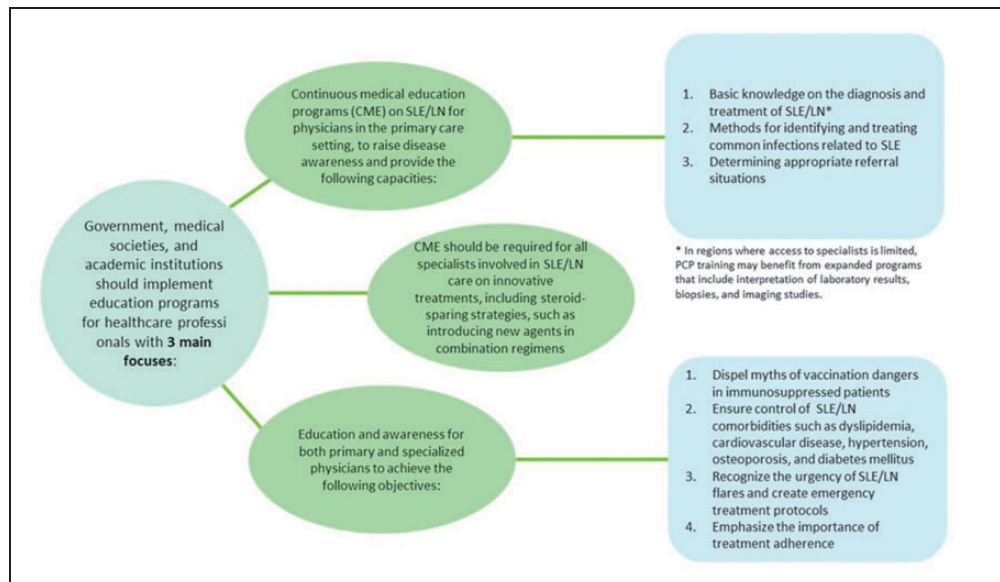 Government, medical
societies, and
academic institutions
should implement
education programs
for healthcare professi
onals with 3 main
focuses:
Continuous medical education
programs (CME) on SLE/LN for
physicians in the primary care
setting, to raise disease
awareness and provide the
following capacities:
1. Basic knowledge on the diagnosis and
treatment of SLE/LN*
2. Methods for identifying and treating
common infections related to SLE
3. Determining appropriate referral
situations
* In regions where access to specialists is limited,
PCP training may benefit from expanded programs
that include interpretation of laboratory results,
biopsies, and imaging studies.
CME should be required for all
specialists involved in SLE/LN
care on innovative
treatments, including steroid-
sparing strategies, such as
introducing new agents in
combination regimens
Education and awareness for
both primary and specialized
physicians to achieve the
following objectives:
1. Dispel myths of vaccination dangers
in immunosuppressed patients
2. Ensure control of SLE/LN
comorbidities such as dyslipidemia,
cardiovascular disease, hypertension,
osteoporosis, and diabetes mellitus
3. Recognize the urgency of SLE/LN
flares and create emergency
treatment protocols
4. Emphasize the importance of
treatment adherence